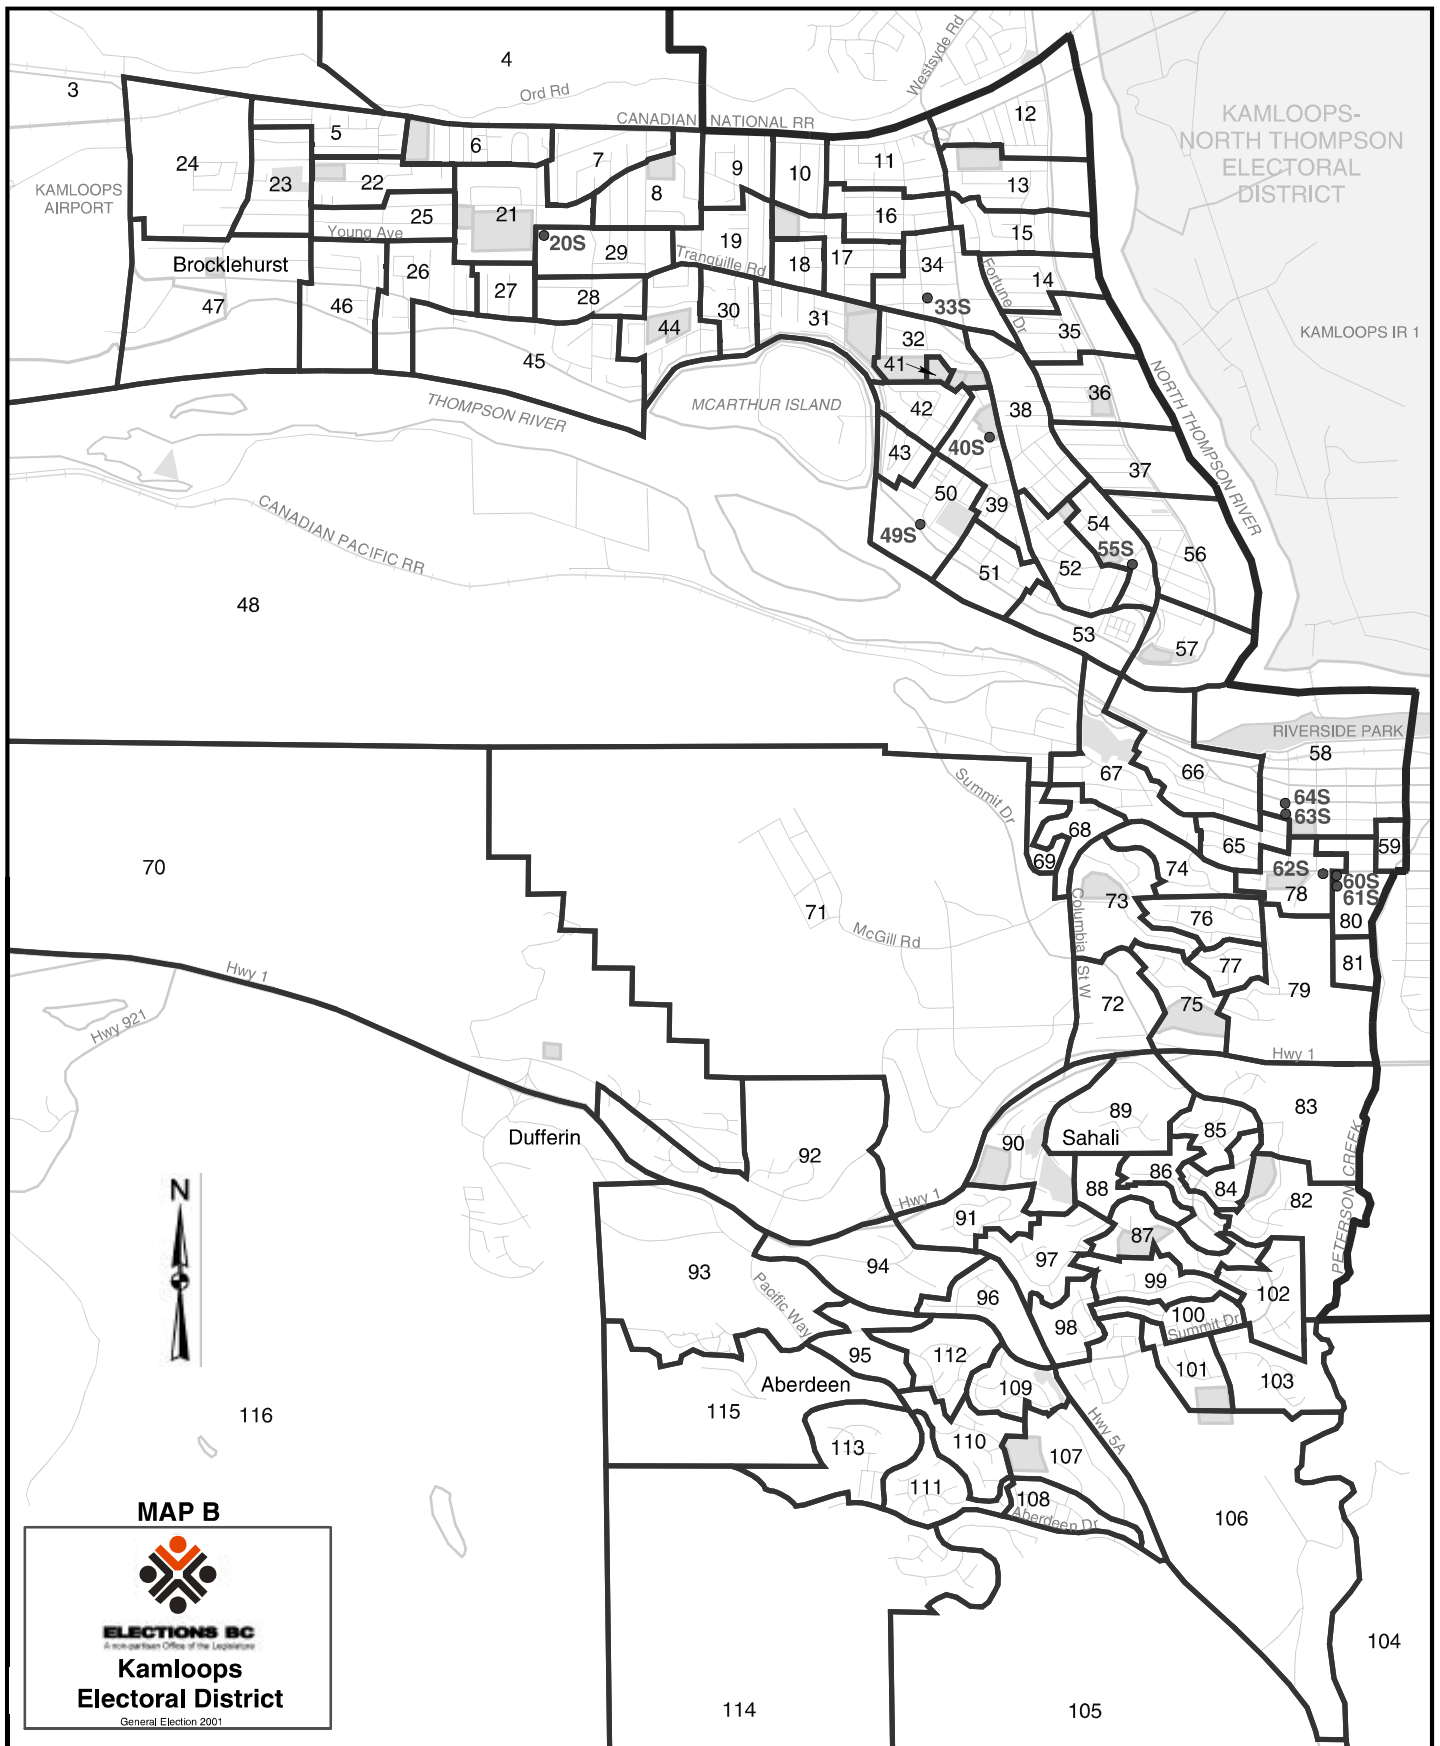 4
Westsyde Rd
3
Ord Rd
CANADIAN NATIONAL RR
12
KAMLOOPS-
NORTH THOMPSON
ELECTORAL
DISTRICT
5
6
7
8
9
10
11
24
23
22
13
KAMLOOPS
AIRPORT
25
21
16
Young Ave
20S
29
19
15
Brocklehurst
26
Tranquille Rd
18
17
34
Fortune Dr
14
47
46
27
28
30
31
33S
44
32
35
KAMLOOPS IR 1
45
41
36
NORTH THOMPSON RIVER
THOMPSON RIVER
MCARTHUR ISLAND
42
38
43
40S
37
CANADIAN PACIFIC RR
50
39
49S
54
55S
56
51
52
48
53
57
RIVERSIDE PARK
58
67
66
Summit Dr
64S
63S
68
65
59
69
74
62S
60S
61S
70
71
73
78
Columbia St W
76
80
McGill Rd
77
81
Hwy 1
72
75
79
Hwy 921
Hwy 1
89
83
Dufferin
90
Sahali
85
92
86
PETERSON CREEK
N
88
84
82
Hwy 1
91
87
93
94
97
99
Pacific Way
96
102
98
100
Summit Dr
95
112
Aberdeen
109
101
103
116
115
Hwy 5A
113
110
107
111
108
Aberdeen Dr
106
MAP B
ELECTIONS BC
A non-partisan Office of the Legislature
Kamloops
Electoral District
General Election 2001
104
114
105